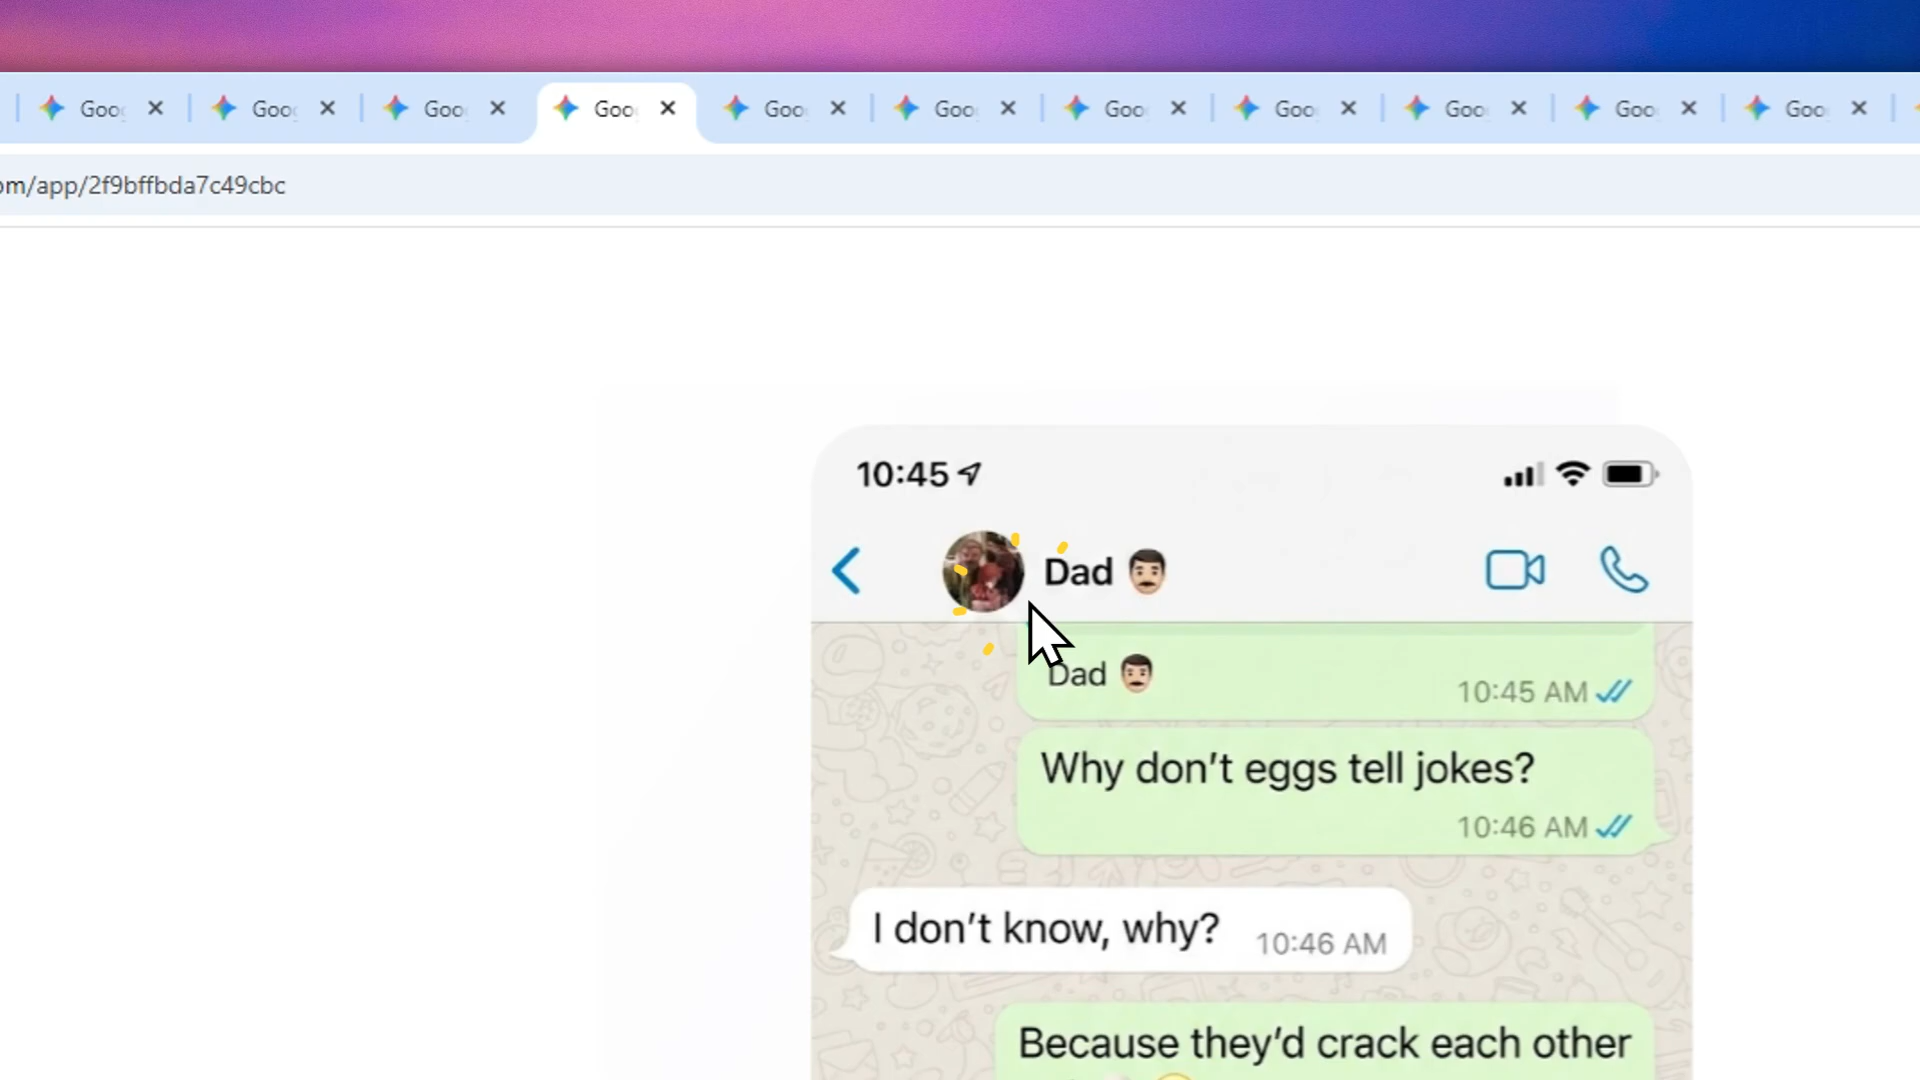 Goo Goo Goo Goo Goo Goo Goo Goo Goo Goo Goo
om/app/2f9bffbda7c49cbc
10:45
Dad
Dad
10:45 AM
Why don't eggs tell jokes?
10:46 AM
I don't know, why? 10:46 AM
Because they'd crack each other